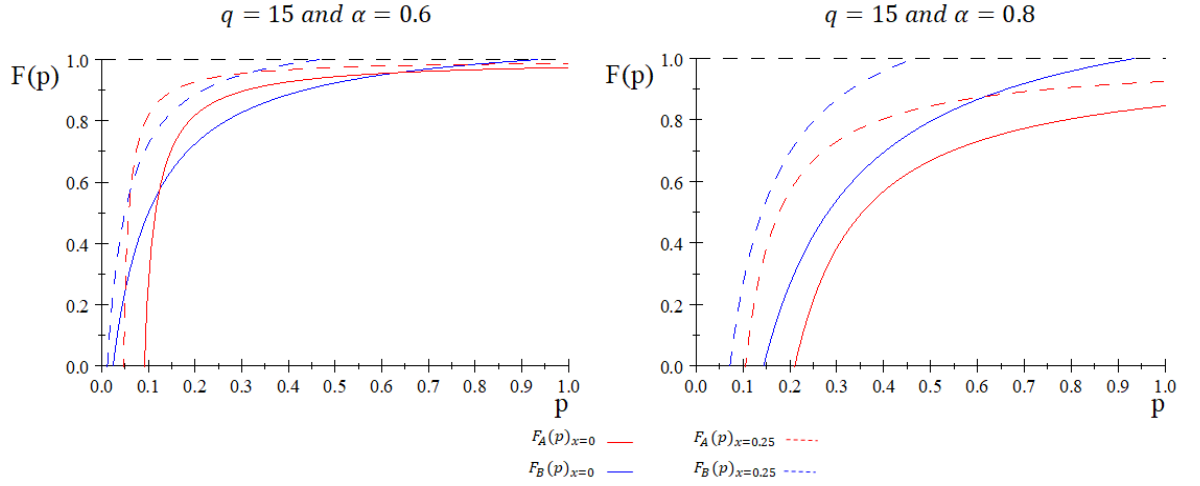 q = 15 and α = 0.6
q = 15 and α = 0.8
F(p)
1.0
0.8
0.6
0.4
0.2
0.0
0.0 0.1 0.2 0.3 0.4 0.5 0.6 0.7 0.8 0.9 1.0
p
F(p)
1.0
0.8
0.6
0.4
0.2
0.0
0.0 0.1 0.2 0.3 0.4 0.5 0.6 0.7 0.8 0.9 1.0
p
F_A(p)_{x=0} F_A(p)_{x=0.25}
F_B(p)_{x=0} F_B(p)_{x=0.25}